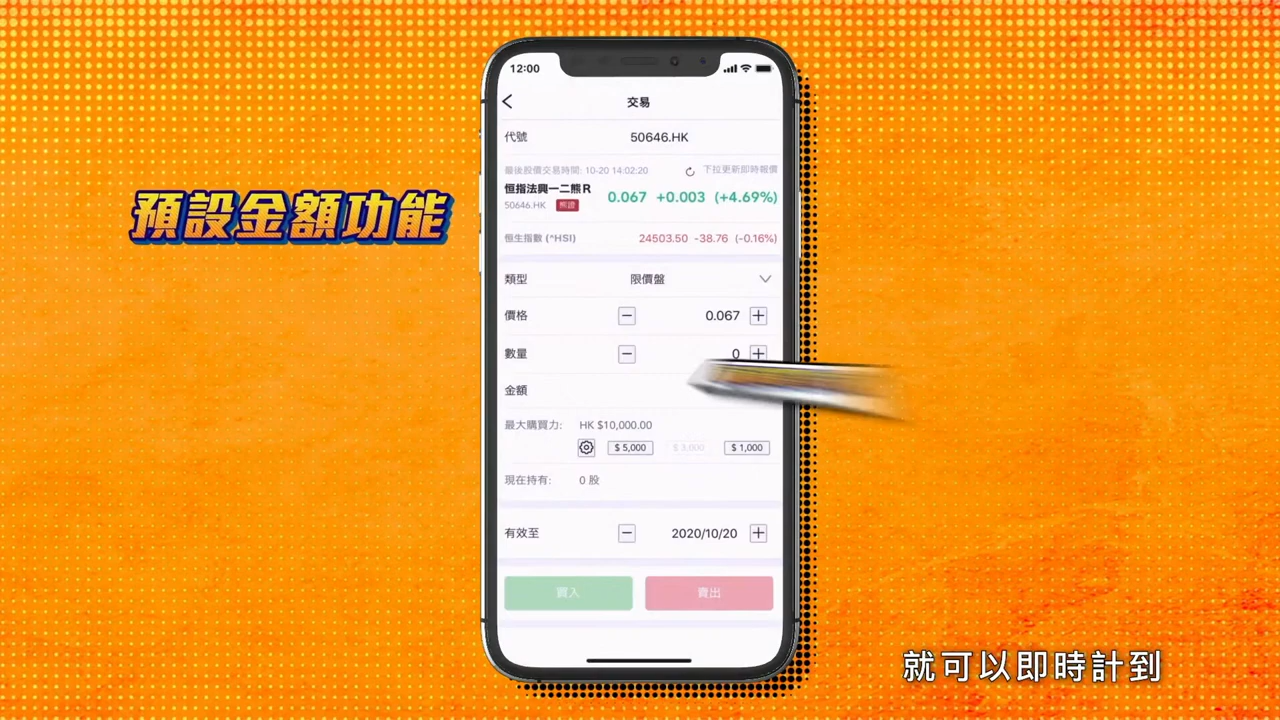 12:00
交易
代號 50646.HK
最後股價交易時間: 10-20 14:02:20 下拉更新即時報價
恒指法興一二熊R 0.067 +0.003 (+4.69%)
50646.HK 熊證
恒生指數 (^HSI) 24503.50 -38.76 (-0.16%)
預設金額功能
類型 限價盤
價格 0.067
數量 0
金額
最大購買力: HK $10,000.00
$ 5,000 $ 3,000 $ 1,000
現在持有: 0 股
有效至 2020/10/20
買入 賣出
就可以即時計到